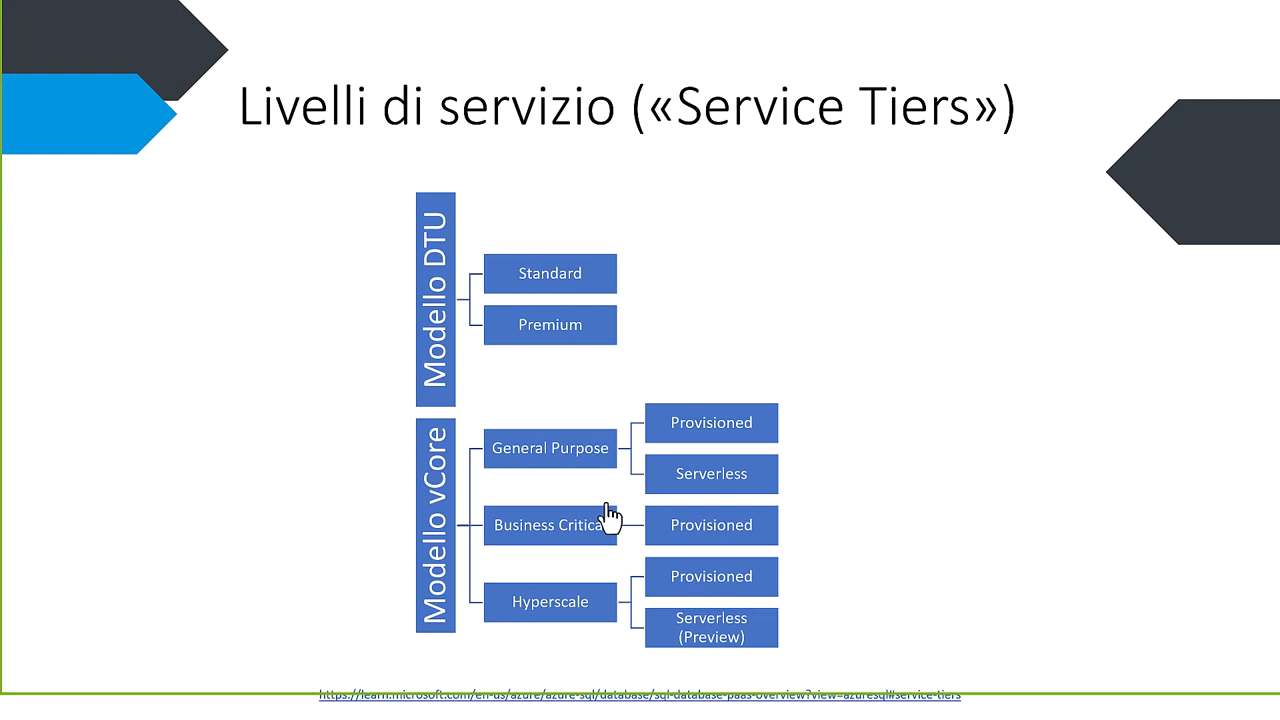 Livelli di servizio («Service Tiers»)
Modello DTU
Standard
Premium
Modello vCore
General Purpose
Provisioned
Serverless
Business Critical
Provisioned
Hyperscale
Provisioned
Serverless
(Preview)
https://learn.microsoft.com/en-us/azure/azure-sql/database/sql-database-paas-overview?view=azuresql#service-tiers